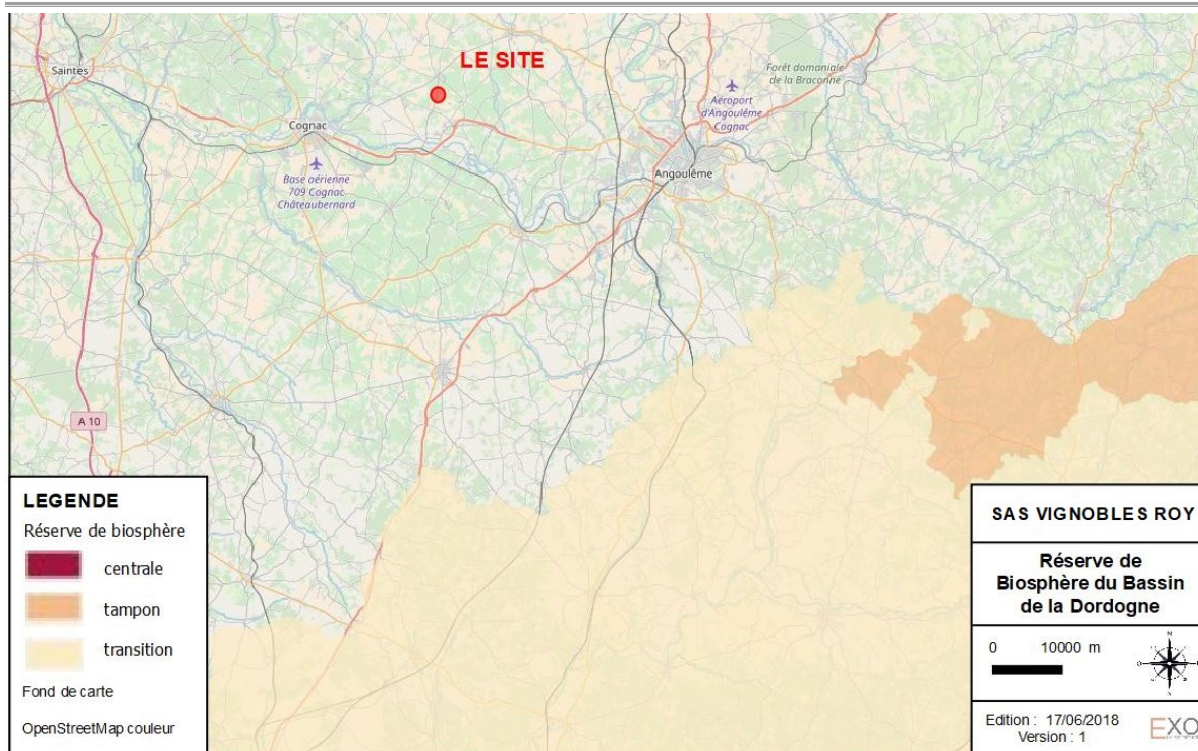 LE SITE
Saintes
Cognac
Base aérienne
709 Cognac
Châteaubernard
Aéroport
d'Angoulême
Cognac
Forêt domaniale
de la Braconne
Angoulême
A 10
LEGENDE
Réserve de biosphère
centrale
tampon
transition
Fond de carte
OpenStreetMap couleur
SAS VIGNOBLES ROY
Réserve de
Biosphère du Bassin
de la Dordogne
0 10000 m
N
Edition : 17/06/2018
Version : 1
EXO